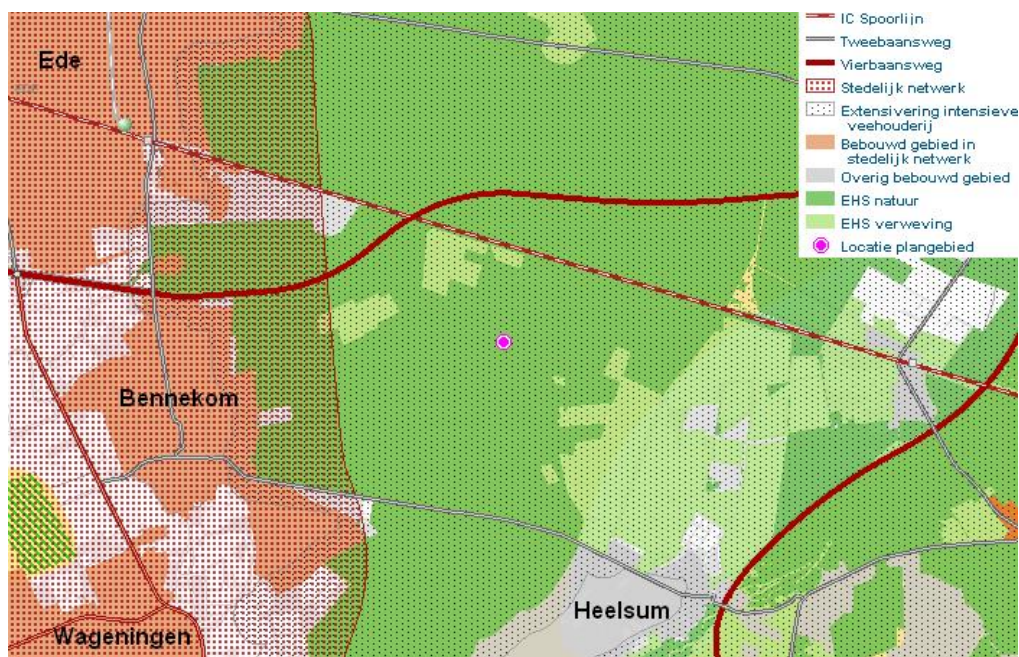 IC Spoorlijn
Tweebaansweg
Vierbaansweg
Stedelijk netwerk
Extensivering intensieve
veehouderij
Bebouwd gebied in
stedelijk netwerk
Overig bebouwd gebied
EHS natuur
EHS verweving
Locatie plangebied
Ede
Bennekom
Heelsum
Wageningen